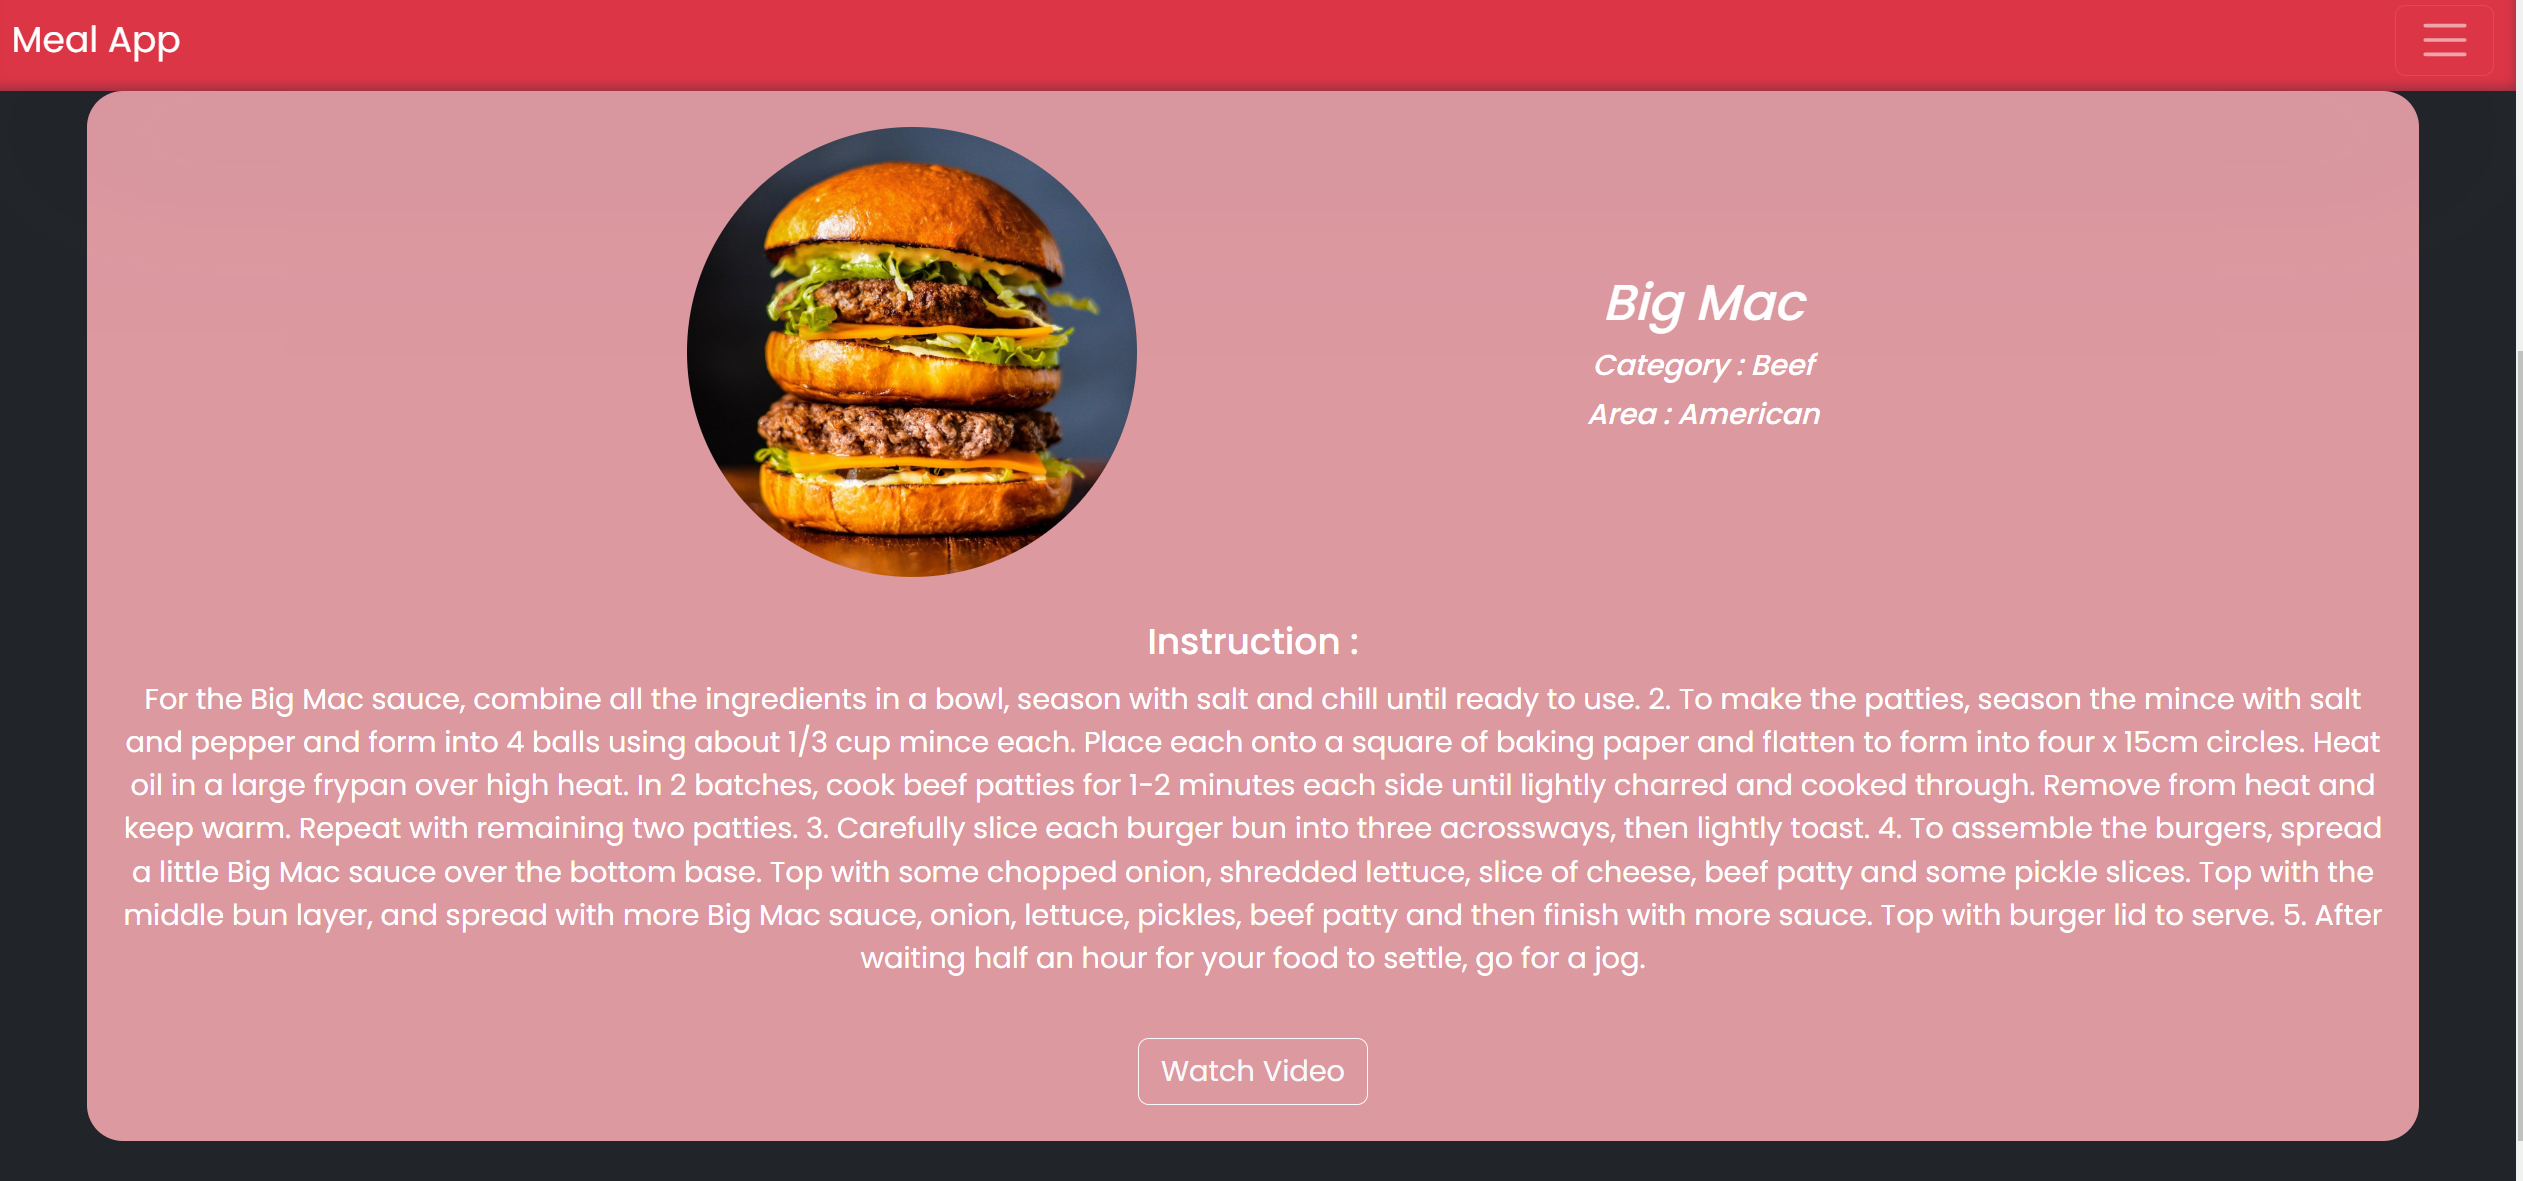 Meal App
Big Mac
Category : Beef
Area : American
Instruction :
For the Big Mac sauce, combine all the ingredients in a bowl, season with salt and chill until ready to use. 2. To make the patties, season the mince with salt
and pepper and form into 4 balls using about 1/3 cup mince each. Place each onto a square of baking paper and flatten to form into four x 15cm circles. Heat
oil in a large frypan over high heat. In 2 batches, cook beef patties for 1-2 minutes each side until lightly charred and cooked through. Remove from heat and
keep warm. Repeat with remaining two patties. 3. Carefully slice each burger bun into three acrossways, then lightly toast. 4. To assemble the burgers, spread
a little Big Mac sauce over the bottom base. Top with some chopped onion, shredded lettuce, slice of cheese, beef patty and some pickle slices. Top with the
middle bun layer, and spread with more Big Mac sauce, onion, lettuce, pickles, beef patty and then finish with more sauce. Top with burger lid to serve. 5. After
waiting half an hour for your food to settle, go for a jog.
Watch Video